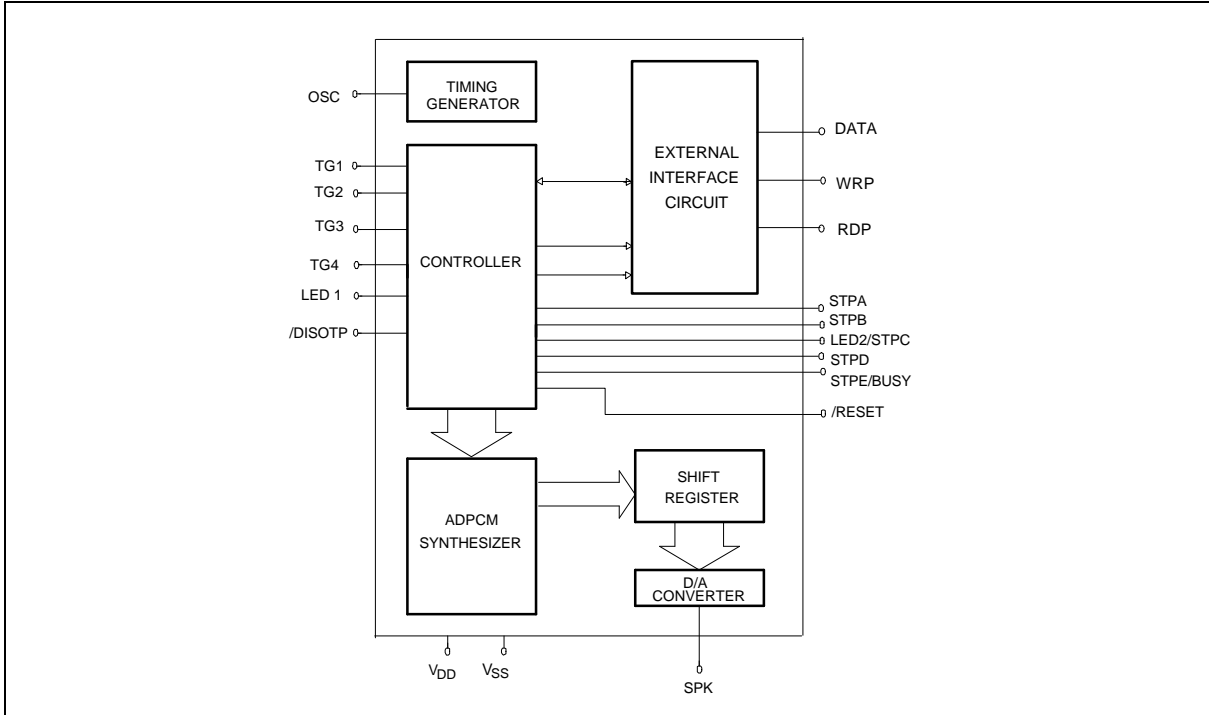 OSC
TIMING
GENERATOR
TG1
TG2
TG3
TG4
LED 1
/DISOTP
CONTROLLER
EXTERNAL
INTERFACE
CIRCUIT
DATA
WRP
RDP
STPA
STPB
LED2/STPC
STPD
STPE/BUSY
/RESET
ADPCM
SYNTHESIZER
SHIFT
REGISTER
D/A
CONVERTER
VDD
VSS
SPK